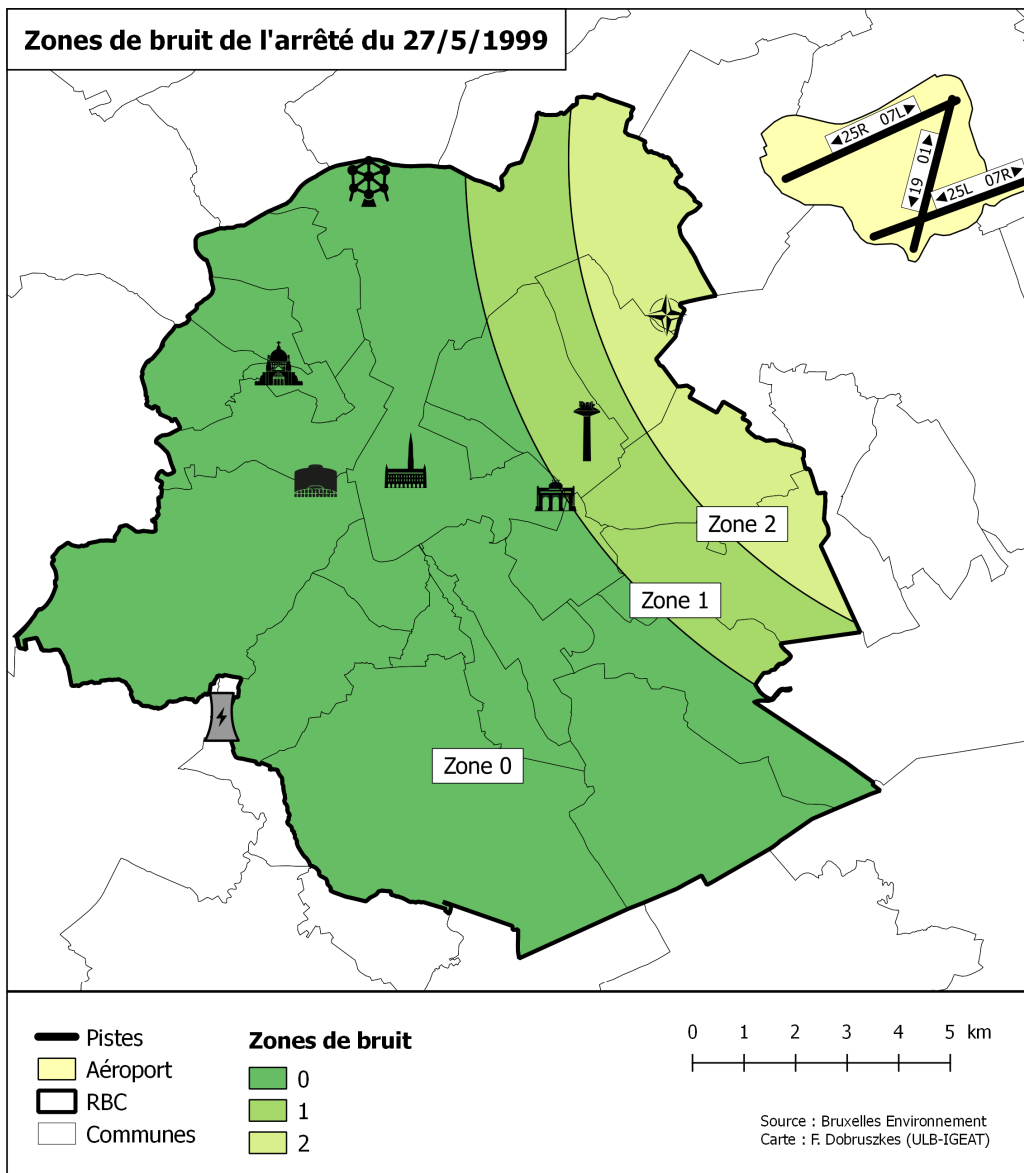 Zones de bruit de l'arrêté du 27/5/1999
◀25R 07L▶
◀19 01▶
◀25L 07R▶
Zone 2
Zone 1
Zone 0
Pistes
Aéroport
RBC
Communes
Zones de bruit
0
1
2
0 1 2 3 4 5 km
Source : Bruxelles Environnement
Carte : F. Dobruszkes (ULB-IGEAT)